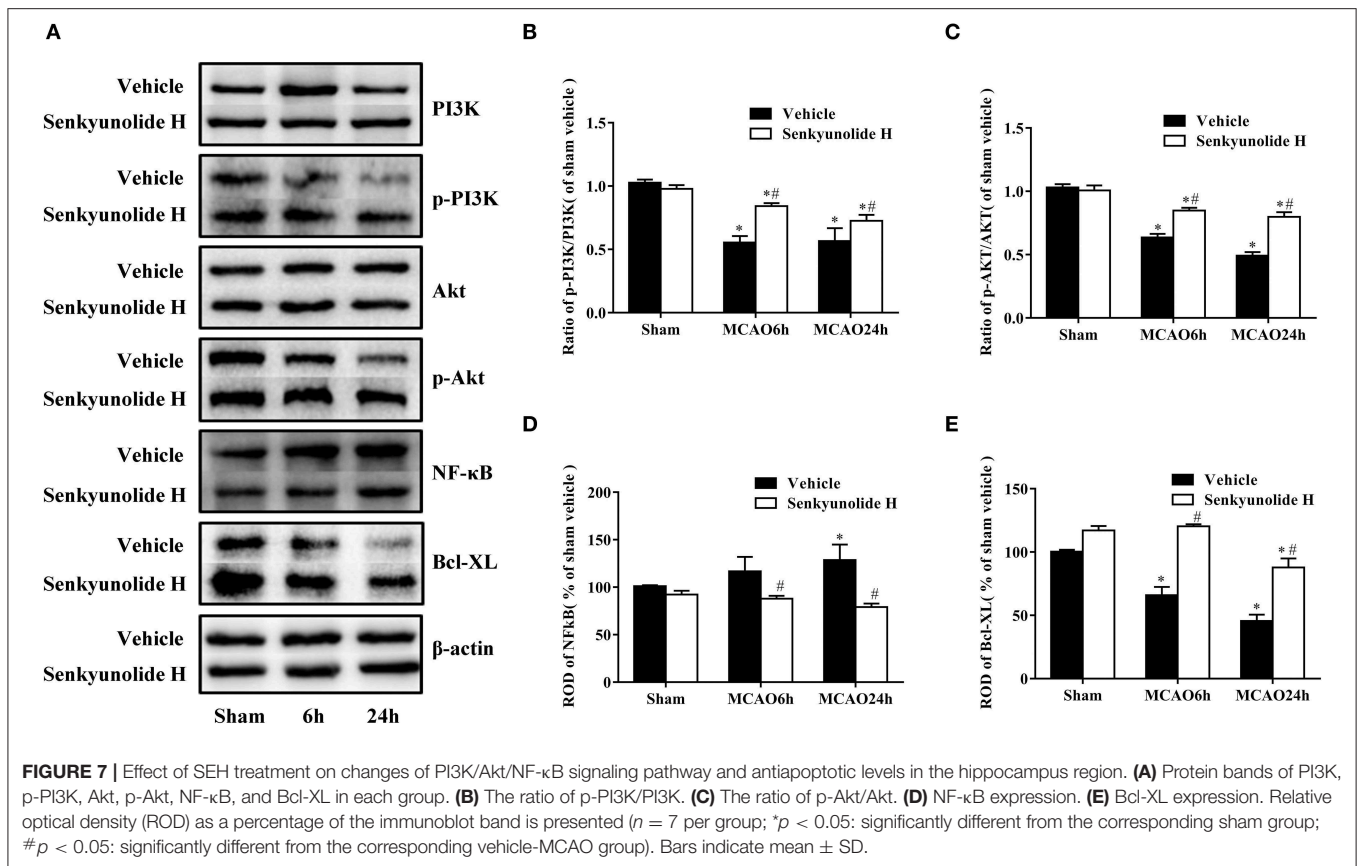 A
Vehicle
Senkyunolide H
PI3K
Vehicle
Senkyunolide H
p-PI3K
Vehicle
Senkyunolide H
Akt
Vehicle
Senkyunolide H
p-Akt
Vehicle
Senkyunolide H
NF-κB
Vehicle
Senkyunolide H
Bcl-XL
Vehicle
Senkyunolide H
β-actin
Sham 6h 24h
B
Ratio of p-PI3K/PI3K( of sham vehicle )
Vehicle
Senkyunolide H
1.5
1.0
0.5
0.0
* *# * *#
Sham MCAO6h MCAO24h
C
Ratio of p-AKT/AKT( of sham vehicle )
Vehicle
Senkyunolide H
1.5
1.0
0.5
0.0
* *# * *#
Sham MCAO6h MCAO24h
D
ROD of NFkB( % of sham vehicle )
Vehicle
Senkyunolide H
200
150
100
50
0
# * #
Sham MCAO6h MCAO24h
E
ROD of Bcl-XL( % of sham vehicle )
Vehicle
Senkyunolide H
150
100
50
0
* # * *#
Sham MCAO6h MCAO24h
FIGURE 7 | Effect of SEH treatment on changes of PI3K/Akt/NF-κB signaling pathway and antiapoptotic levels in the hippocampus region. (A) Protein bands of PI3K,
p-PI3K, Akt, p-Akt, NF-κB, and Bcl-XL in each group. (B) The ratio of p-PI3K/PI3K. (C) The ratio of p-Akt/Akt. (D) NF-κB expression. (E) Bcl-XL expression. Relative
optical density (ROD) as a percentage of the immunoblot band is presented (n = 7 per group; *p < 0.05: significantly different from the corresponding sham group;
#p < 0.05: significantly different from the corresponding vehicle-MCAO group). Bars indicate mean ± SD.